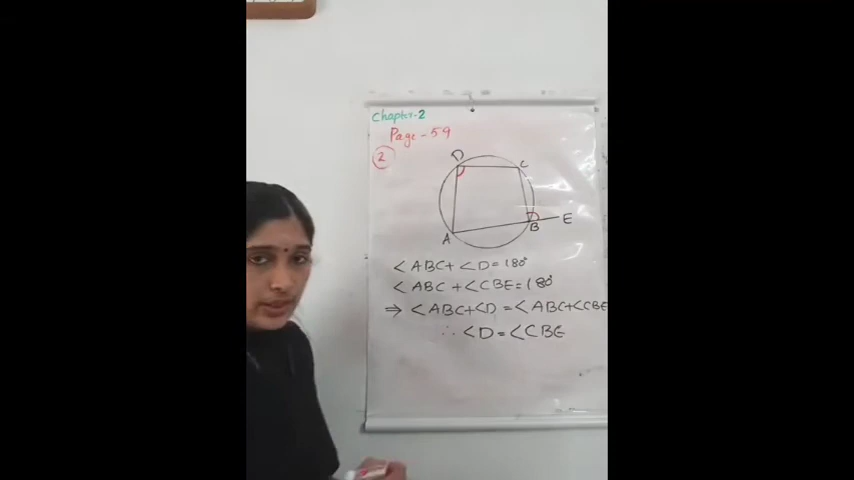 Chapter-2
Page-59
2
D
C
A
B
E
<ABC+<D=180°
<ABC+<CBE=180°
⇒<ABC+<D=<ABC+<CBE
∴<D=<CBE